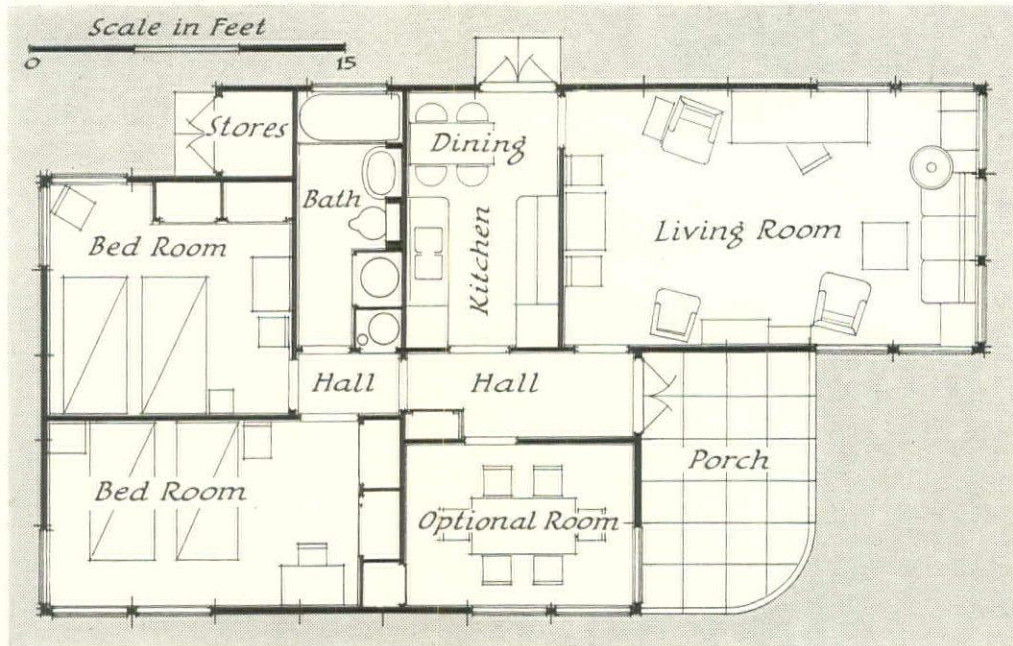 Scale in Feet
0 15
Stores
Dining
Bath
Bed Room
Kitchen
Living Room
Hall
Hall
Porch
Bed Room
Optional Room